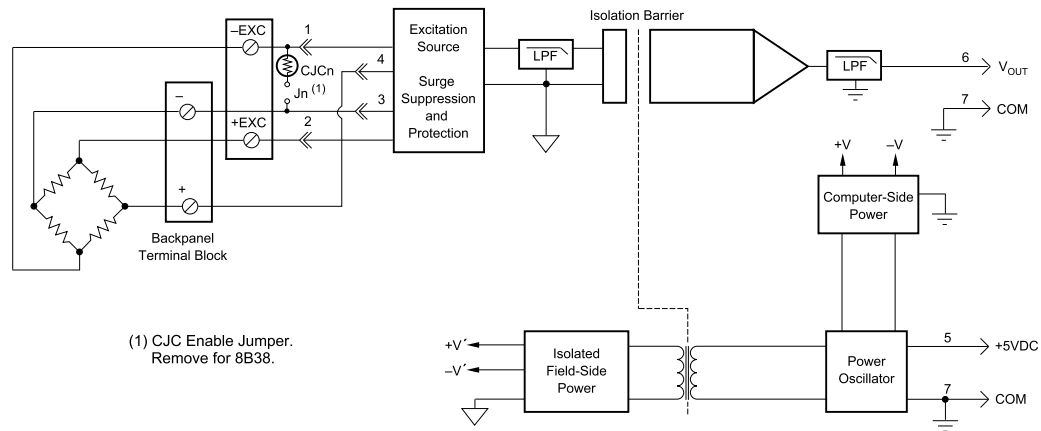 –EXC
1
CJCn
Jn (1)
4
–
3
+EXC
2
+
Backpanel
Terminal Block
Excitation
Source
Surge
Suppression
and
Protection
LPF
Isolation Barrier
LPF
6
VOUT
7
COM
+V
–V
Computer-Side
Power
(1) CJC Enable Jumper.
Remove for 8B38.
+V´
–V´
Isolated
Field-Side
Power
Power
Oscillator
5
+5VDC
7
COM